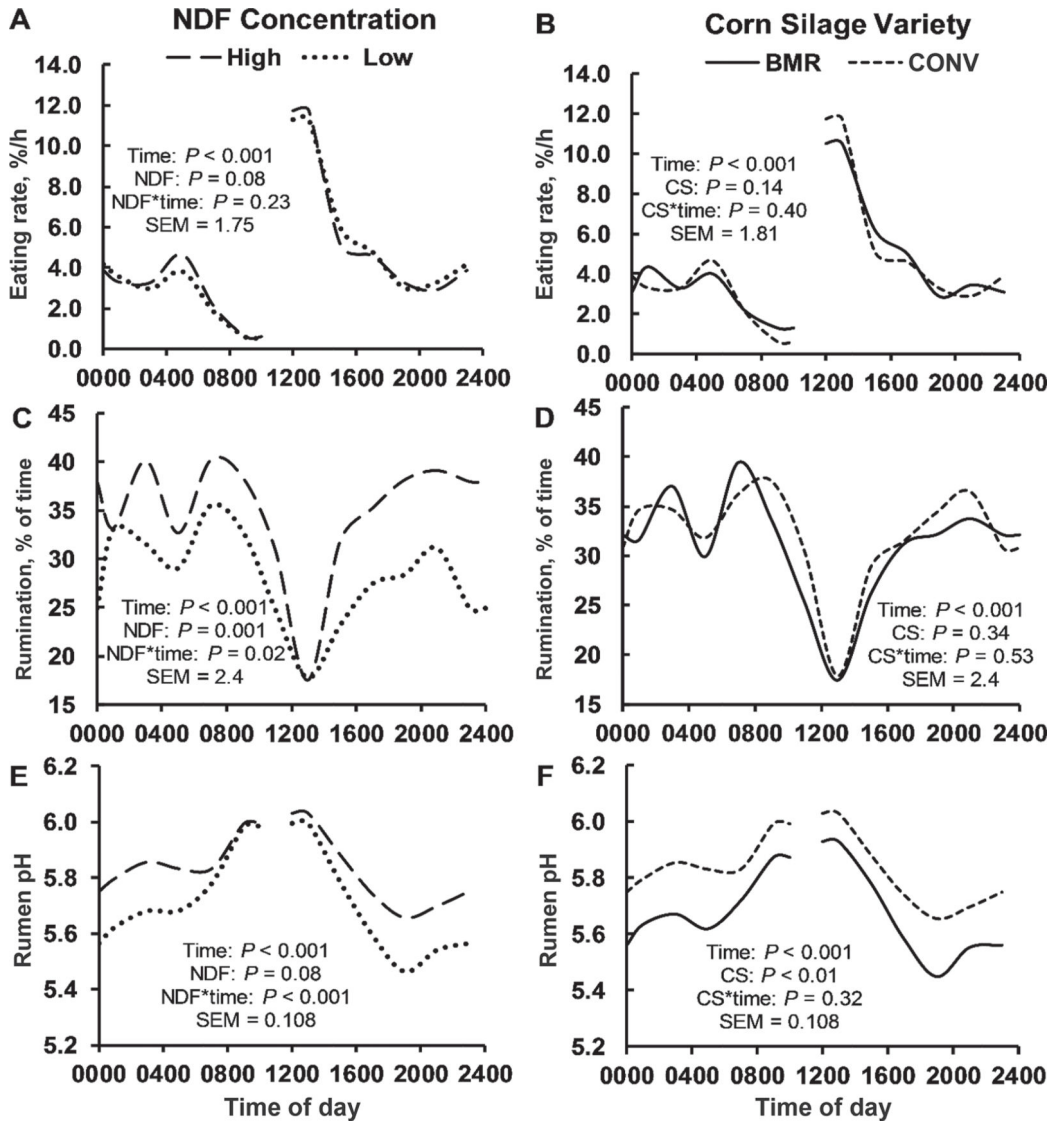 A
NDF Concentration
High
Low
Eating rate, %/h
14.0
12.0
10.0
8.0
6.0
4.0
2.0
0.0
Time: P < 0.001
NDF: P = 0.08
NDF*time: P = 0.23
SEM = 1.75
0000 0400 0800 1200 1600 2000 2400
B
Corn Silage Variety
BMR
CONV
Eating rate, %/h
14.0
12.0
10.0
8.0
6.0
4.0
2.0
0.0
Time: P < 0.001
CS: P = 0.14
CS*time: P = 0.40
SEM = 1.81
0000 0400 0800 1200 1600 2000 2400
C
Rumination, % of time
45
40
35
30
25
20
15
Time: P < 0.001
NDF: P = 0.001
NDF*time: P = 0.02
SEM = 2.4
0000 0400 0800 1200 1600 2000 2400
D
Rumination, % of time
45
40
35
30
25
20
15
Time: P < 0.001
CS: P = 0.34
CS*time: P = 0.53
SEM = 2.4
0000 0400 0800 1200 1600 2000 2400
E
Rumen pH
6.2
6.0
5.8
5.6
5.4
5.2
Time: P < 0.001
NDF: P = 0.08
NDF*time: P < 0.001
SEM = 0.108
0000 0400 0800 1200 1600 2000 2400
Time of day
F
Rumen pH
6.2
6.0
5.8
5.6
5.4
5.2
Time: P < 0.001
CS: P < 0.01
CS*time: P = 0.32
SEM = 0.108
0000 0400 0800 1200 1600 2000 2400
Time of day